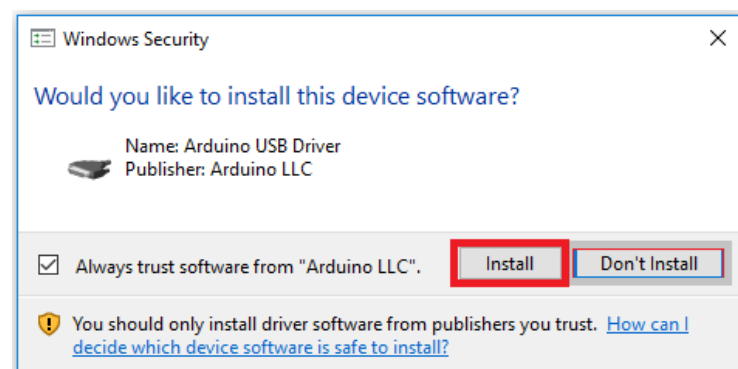 Windows Security
Would you like to install this device software?
Name: Arduino USB Driver
Publisher: Arduino LLC
Always trust software from "Arduino LLC".
Install
Don't Install
You should only install driver software from publishers you trust. How can I
decide which device software is safe to install?